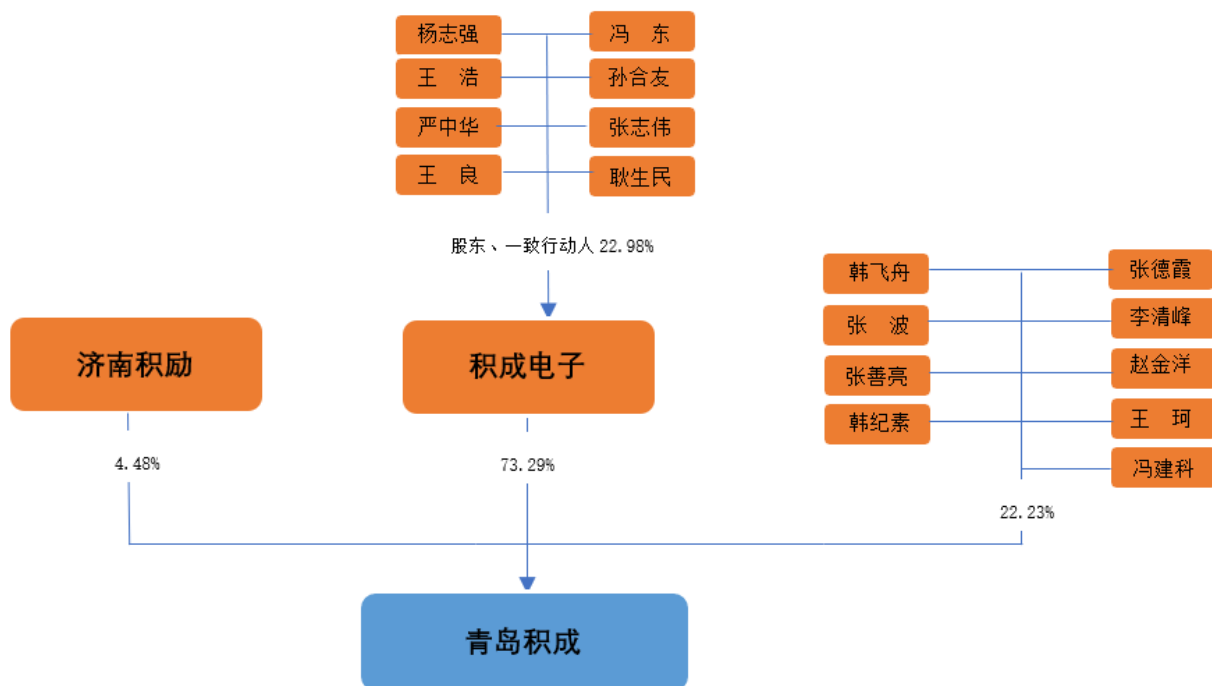 杨志强
冯　东
王　浩
孙合友
严中华
张志伟
王　良
耿生民
股东、一致行动人 22.98%
韩飞舟
张德霞
张　波
李清峰
张善亮
赵金洋
韩纪素
王　珂
冯建科
济南积励
积成电子
4.48%
73.29%
22.23%
青岛积成